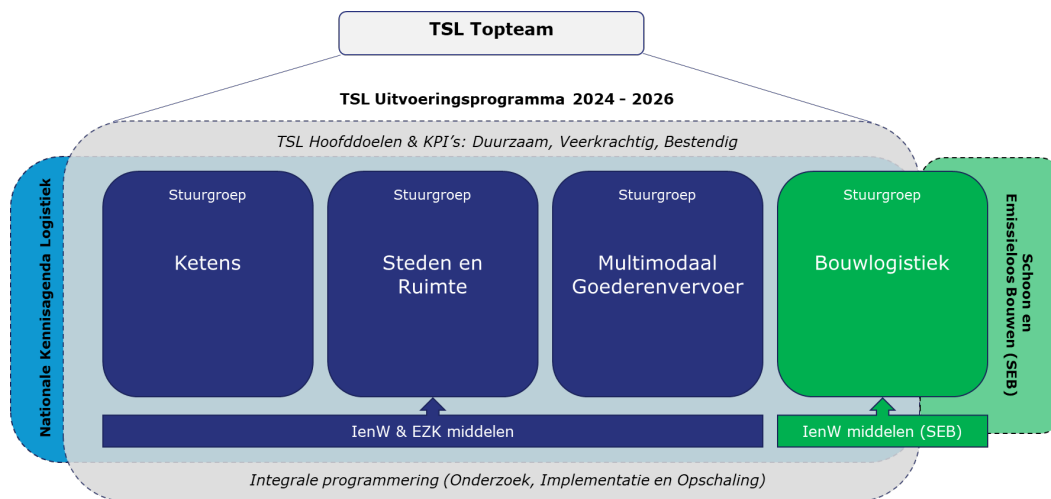 TSL Topteam
TSL Uitvoeringsprogramma 2024 - 2026
TSL Hoofddoelen & KPI's: Duurzaam, Veerkrachtig, Bestendig
Nationale Kennisagenda Logistiek
Stuurgroep
Ketens
Stuurgroep
Steden en
Ruimte
Stuurgroep
Multimodaal
Goederenvervoer
Stuurgroep
Bouwlogistiek
Schoon en
Emissieloos Bouwen (SEB)
IenW & EZK middelen
IenW middelen (SEB)
Integrale programmering (Onderzoek, Implementatie en Opschaling)